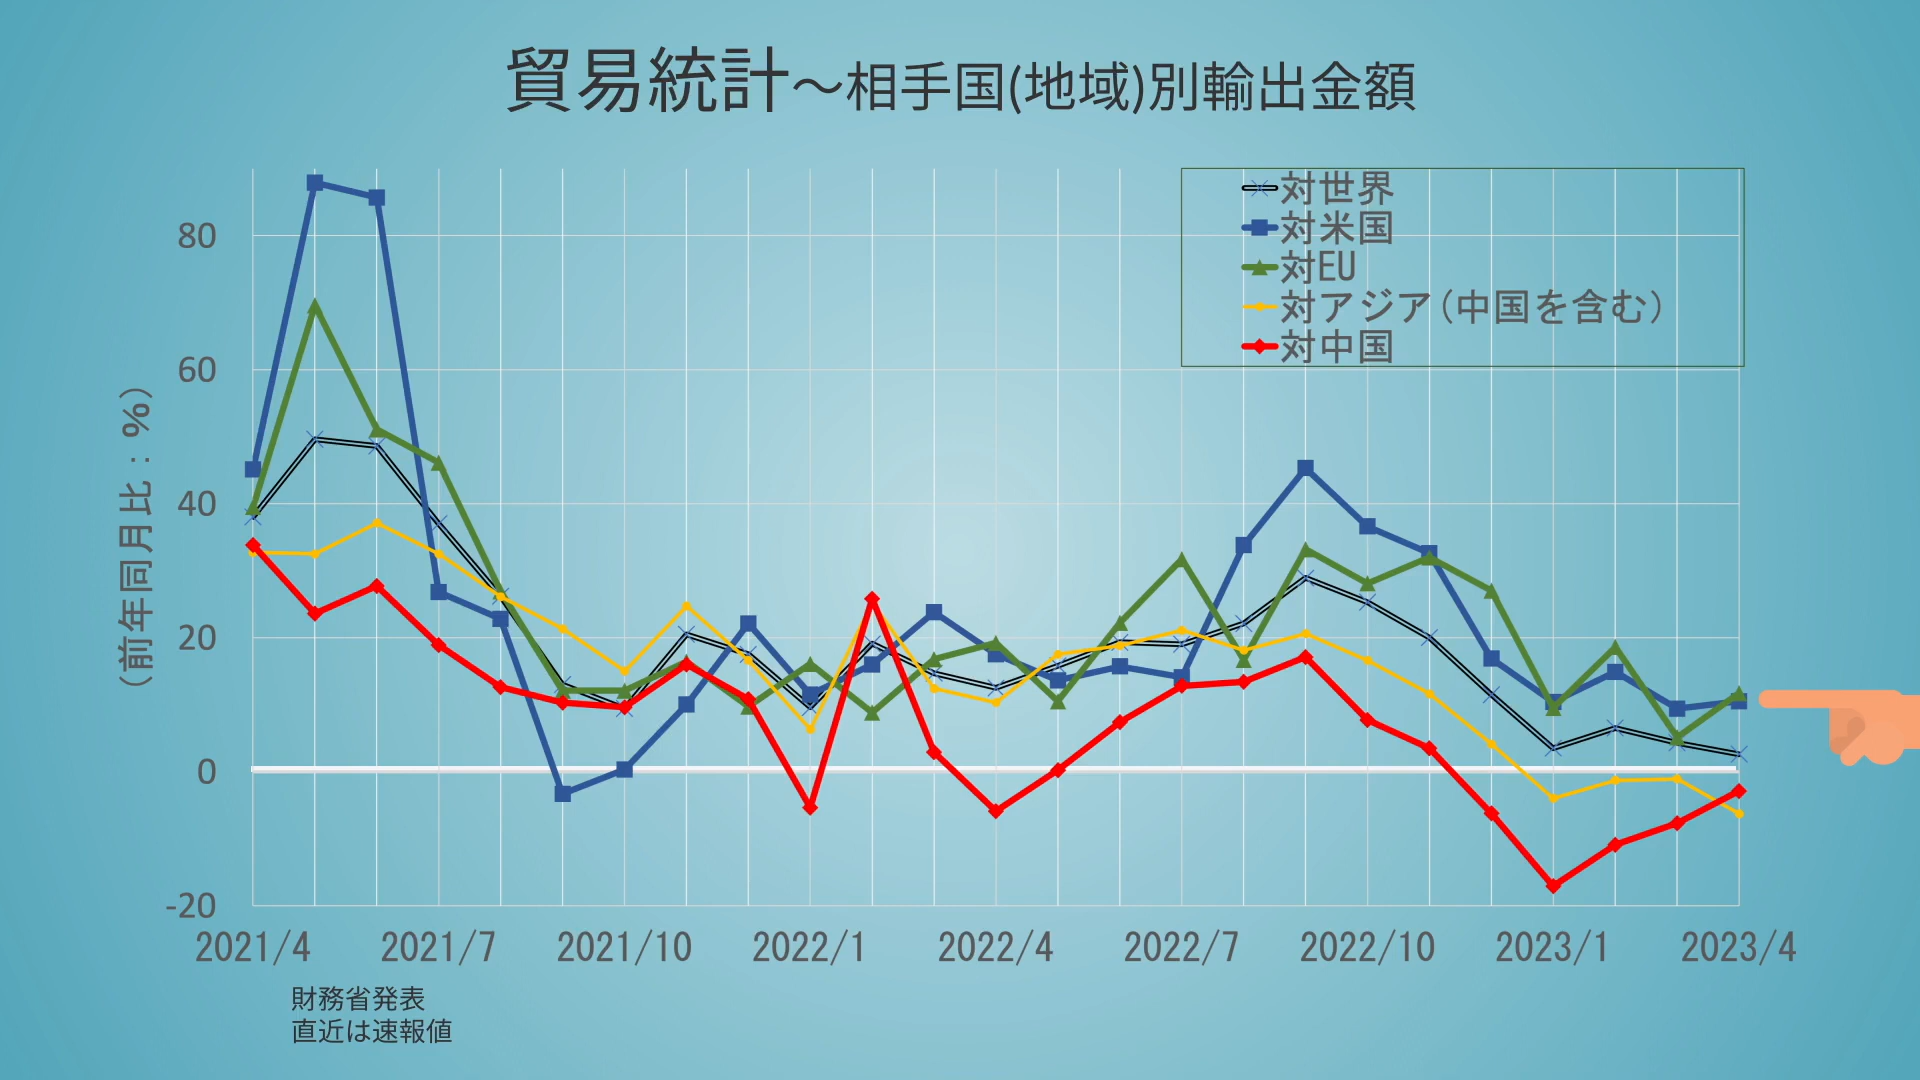 貿易統計～相手国(地域)別輸出金額
対世界
対米国
対EU
対アジア(中国を含む)
対中国
(前年同月比：%)
80
60
40
20
0
-20
2021/4 2021/7 2021/10 2022/1 2022/4 2022/7 2022/10 2023/1 2023/4
財務省発表
直近は速報値